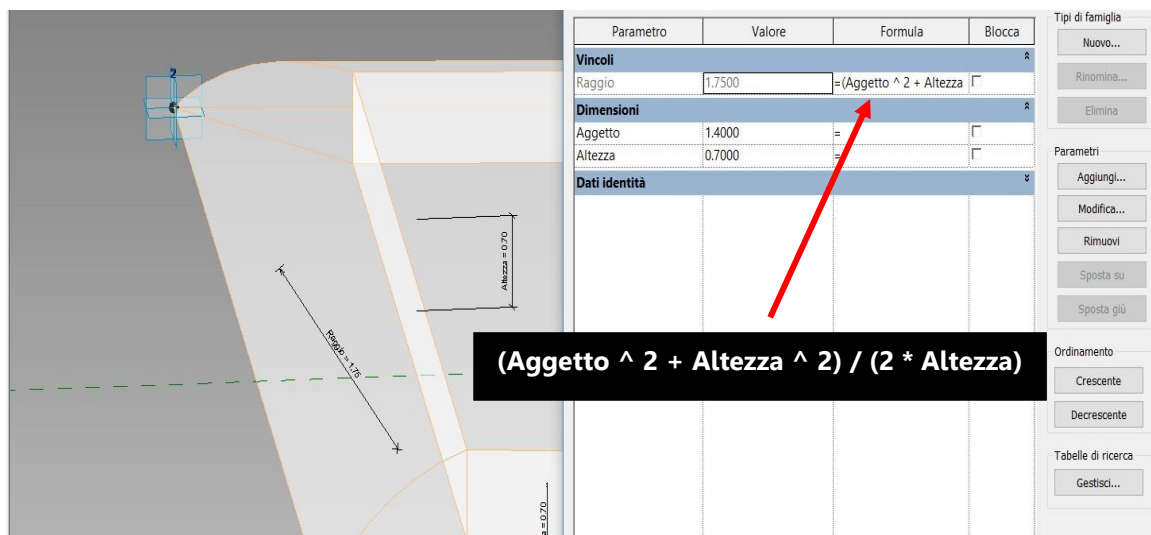 2
Altezza = 0.70
Raggio = 1.75
= 0.70
Parametro Valore Formula Blocca
Vincoli
Raggio 1.7500 =(Aggetto ^ 2 + Altezza
Dimensioni
Aggetto 1.4000 =
Altezza 0.7000 =
Dati identità
(Aggetto ^ 2 + Altezza ^ 2) / (2 * Altezza)
Tipi di famiglia
Nuovo...
Rinomina...
Elimina
Parametri
Aggiungi...
Modifica...
Rimuovi
Sposta su
Sposta giù
Ordinamento
Crescente
Decrescente
Tabelle di ricerca
Gestisci...